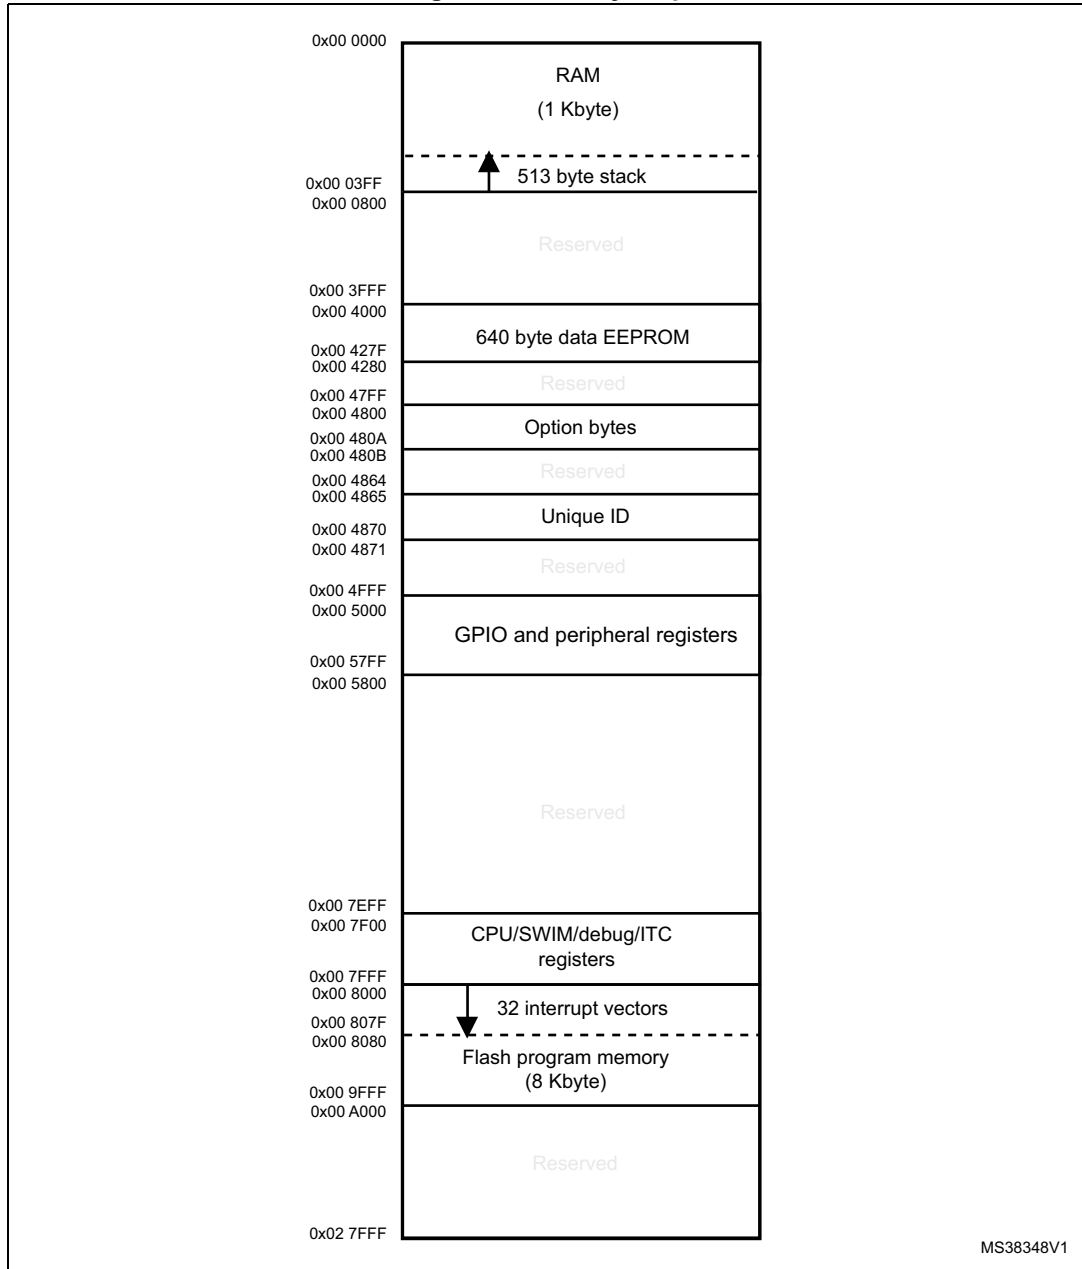 0x00 0000
RAM
(1 Kbyte)
513 byte stack
0x00 03FF
0x00 0800
Reserved
0x00 3FFF
0x00 4000
640 byte data EEPROM
0x00 427F
0x00 4280
Reserved
0x00 47FF
0x00 4800
Option bytes
0x00 480A
0x00 480B
Reserved
0x00 4864
0x00 4865
Unique ID
0x00 4870
0x00 4871
Reserved
0x00 4FFF
0x00 5000
GPIO and peripheral registers
0x00 57FF
0x00 5800
Reserved
0x00 7EFF
0x00 7F00
CPU/SWIM/debug/ITC
registers
0x00 7FFF
0x00 8000
32 interrupt vectors
0x00 807F
0x00 8080
Flash program memory
(8 Kbyte)
0x00 9FFF
0x00 A000
Reserved
0x02 7FFF
MS38348V1